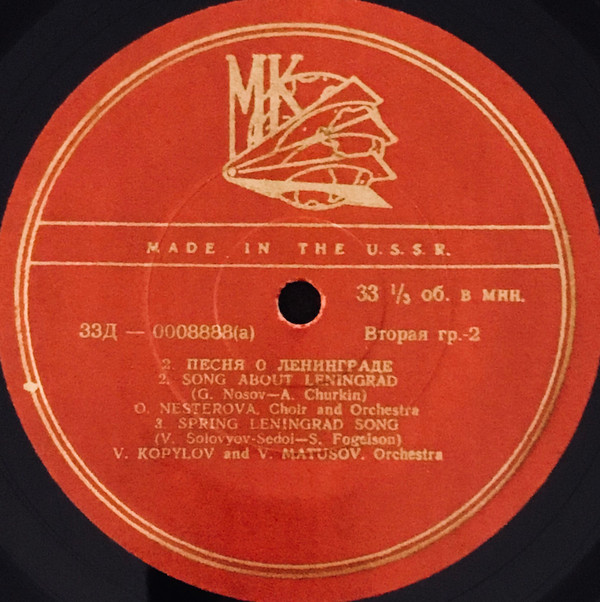 МК
MADE IN THE U.S.S.R.
33 ⅓ об. в мин.
33Д — 0008888(а) Вторая гр.-2
2. ПЕСНЯ О ЛЕНИНГРАДЕ
2. SONG ABOUT LENINGRAD
(G. Nosov—A. Churkin)
O. NESTEROVA, Choir and Orchestra
3. SPRING LENINGRAD SONG
(V. Solovyov-Sedoi—S. Fogelson)
V. KOPYLOV and V. MATUSOV, Orchestra